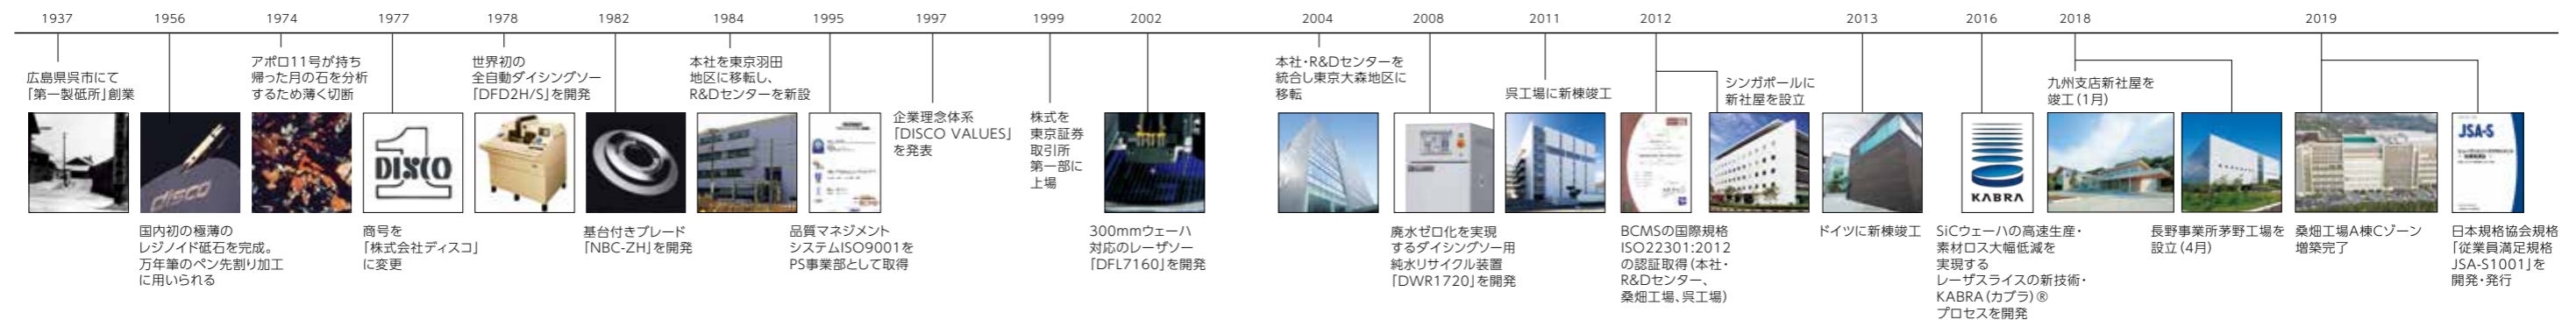 1937
広島県呉市にて
「第一製砥所」創業
1956
disco
国内初の極薄の
レジノイド砥石を完成。
万年筆のペン先割り加工
に用いられる
1974
アポロ11号が持ち
帰った月の石を分析
するため薄く切断
1977
1
DISCO
商号を
「株式会社ディスコ」
に変更
1978
世界初の
全自動ダイシングソー
「DFD2H/S」を開発
1982
基台付きブレード
「NBC-ZH」を開発
1984
本社を東京羽田
地区に移転し、
R&Dセンターを新設
1995
品質マネジメント
システムISO9001を
PS事業部として取得
1997
企業理念体系
「DISCO VALUES」
を発表
1999
株式を
東京証券
取引所
第一部に
上場
2002
300mmウェーハ
対応のレーザソー
「DFL7160」を開発
2004
本社・R&Dセンターを
統合し東京大森地区に
移転
2008
廃水ゼロ化を実現
するダイシングソー用
純水リサイクル装置
「DWR1720」を開発
2011
呉工場に新棟竣工
2012
BCMSの国際規格
ISO22301:2012
の認証取得（本社・
R&Dセンター、
桑畑工場、呉工場）
シンガポールに
新社屋を設立
2013
ドイツに新棟竣工
2016
KABRA
SiCウェーハの高速生産・
素材ロス大幅低減を
実現する
レーザスライスの新技術・
KABRA（カブラ）®
プロセスを開発
2018
九州支店新社屋を
竣工（1月）
長野事業所茅野工場を
設立（4月）
2019
桑畑工場A棟Cゾーン
増築完了
JSA-S
日本規格協会規格
「従業員満足規格
JSA-S1001」を
開発・発行